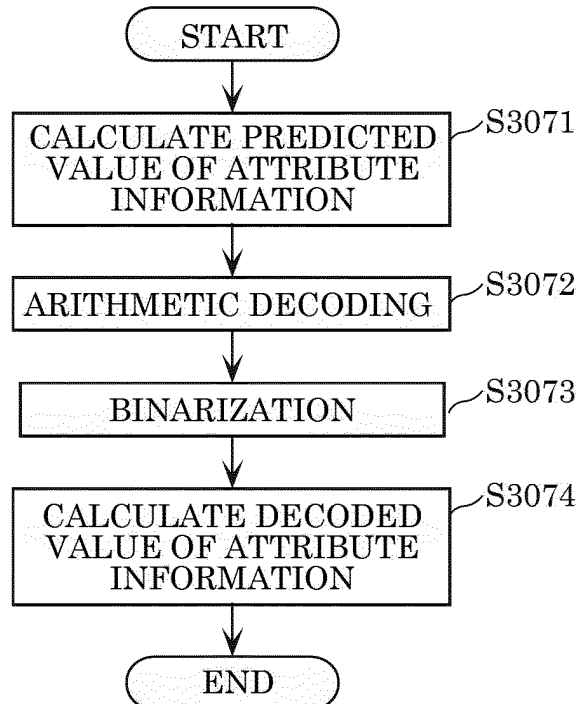 START
CALCULATE PREDICTED
VALUE OF ATTRIBUTE
INFORMATION
S3071
ARITHMETIC DECODING
S3072
BINARIZATION
S3073
CALCULATE DECODED
VALUE OF ATTRIBUTE
INFORMATION
S3074
END